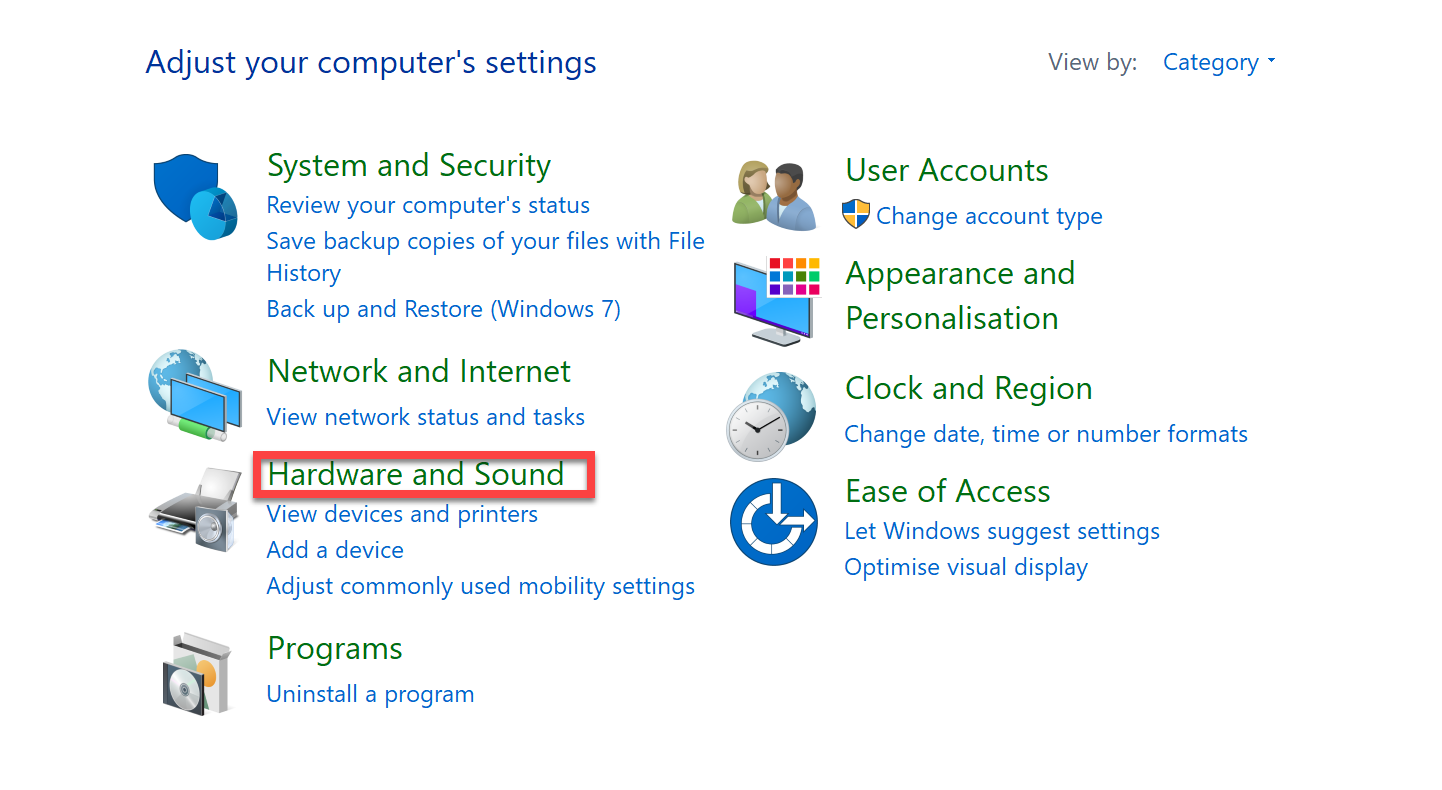 Adjust your computer's settings
View by: Category
System and Security
Review your computer's status
Save backup copies of your files with File
History
Back up and Restore (Windows 7)
Network and Internet
View network status and tasks
Hardware and Sound
View devices and printers
Add a device
Adjust commonly used mobility settings
Programs
Uninstall a program
User Accounts
Change account type
Appearance and
Personalisation
Clock and Region
Change date, time or number formats
Ease of Access
Let Windows suggest settings
Optimise visual display